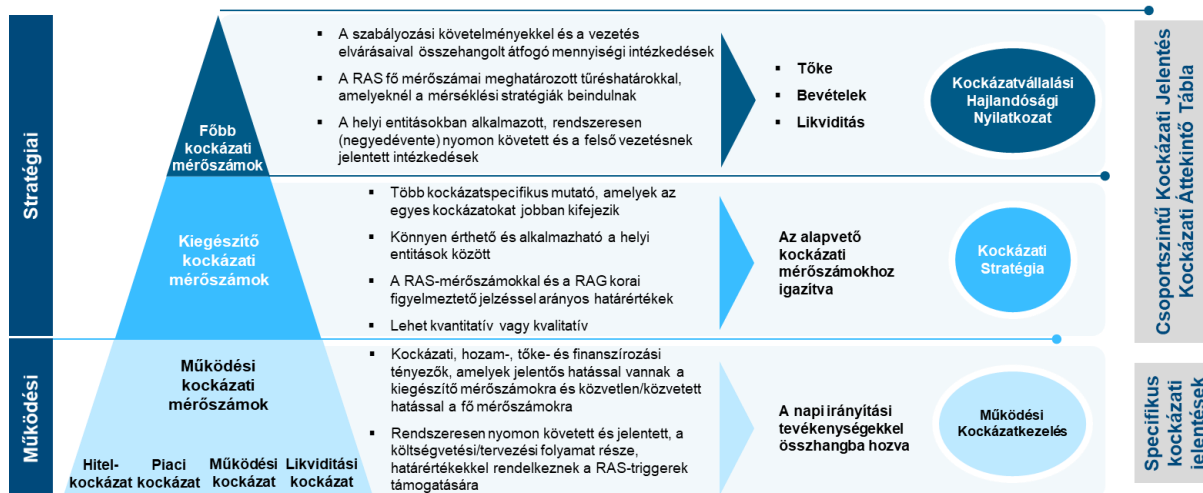 Stratégiai
Főbb
kockázati
mérőszámok
▪ A szabályozási követelményekkel és a vezetés
elvárásaival összehangolt átfogó mennyiségi intézkedések
▪ A RAS fő mérőszámai meghatározott tűréshatárokkal,
amelyeknél a mérséklési stratégiák beindulnak
▪ A helyi entitásokban alkalmazott, rendszeresen
(negyedévente) nyomon követett és a felső vezetésnek
jelentett intézkedések
▪ Tőke
▪ Bevételek
▪ Likviditás
Kockázatvállalási
Hajlandósági
Nyilatkozat
Kiegészítő
kockázati
mérőszámok
▪ Több kockázatspecifikus mutató, amelyek az
egyes kockázatokat jobban kifejezik
▪ Könnyen érthető és alkalmazható a helyi
entitások között
▪ A RAS-mérőszámokkal és a RAG korai
figyelmeztető jelzéssel arányos határértékek
▪ Lehet kvantitatív vagy kvalitatív
Az alapvető
kockázati
mérőszámokhoz
igazítva
Kockázati
Stratégia
Csoportszintű Kockázati Jelentés
Kockázati Áttekintő Tábla
Működési
Működési
kockázati
mérőszámok
Hitel-
kockázat
Piaci
kockázat
Működési
kockázat
Likviditási
kockázat
▪ Kockázati, hozam-, tőke- és finanszírozási
tényezők, amelyek jelentős hatással vannak a
kiegészítő mérőszámokra és közvetlen/közvetett
hatással a fő mérőszámokra
▪ Rendszeresen nyomon követett és jelentett, a
költségvetési/tervezési folyamat része,
határértékekkel rendelkeznek a RAS-triggerek
támogatására
A napi irányítási
tevékenységekkel
összhangba hozva
Működési
Kockázatkezelés
Specifikus
kockázati
jelentések